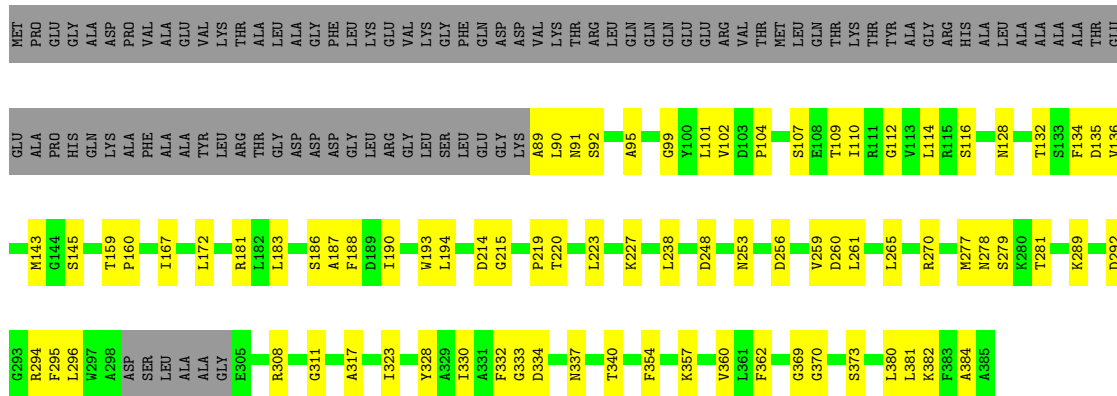 MET PRO GLU GLY ALA ASP PRO VAL ALA GLU VAL LYS THR ALA LEU ALA GLY PHE LEU LYS GLU VAL LYS GLY PHE GLN ASP ASP VAL LYS THR ARG LEU GLN GLN GLN GLU GLU ARG VAL THR MET LEU GLN THR LYS THR TYR ALA GLY ARG HIS ALA LEU ALA ALA ALA ALA THR GLU
GLU ALA PRO HIS GLN LYS ALA PHE ALA ALA TYR LEU ARG THR GLY ASP ASP ASP GLY LEU ARG GLY LEU SER LEU GLU GLY LYS A89 L90 N91 S92 A95 G99 Y100 L101 V102 D103 P104 S107 E108 T109 I110 R111 G112 V113 L114 R115 S116 N128 T132 S133 F134 D135 V136
M143 G144 S145 T159 P160 I167 L172 R181 L182 L183 S186 A187 F188 D189 I190 W193 L194 D214 G215 P219 T220 L223 K227 L238 D248 N253 D256 V259 D260 L261 L265 R270 M277 N278 S279 K280 T281 K289 D292
G293 R294 F295 L296 W297 A298 ASP SER LEU ALA ALA GLY E305 R308 G311 A317 I323 Y328 A329 I330 A331 F332 G333 D334 N337 T340 F354 K357 V360 L361 F362 G369 G370 S373 L380 L381 K382 F383 A384 A385